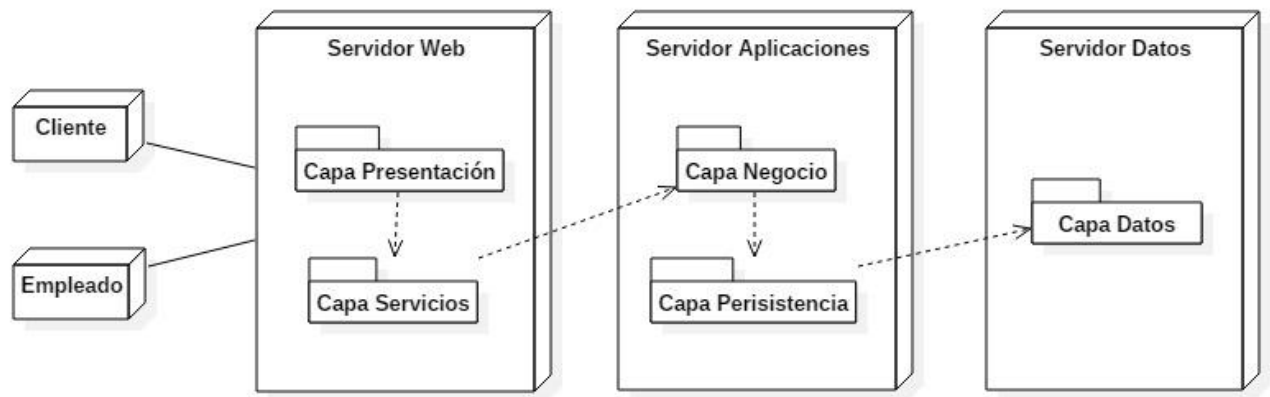 Servidor Web
Servidor Aplicaciones
Servidor Datos
Cliente
Capa Presentación
Capa Negocio
Capa Datos
Empleado
Capa Servicios
Capa Perisistencia